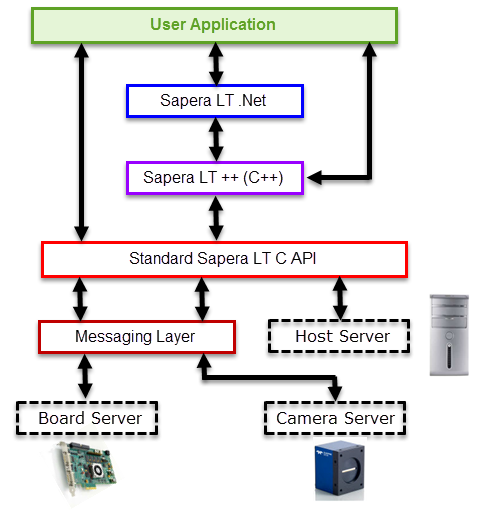 User Application
Sapera LT .Net
Sapera LT ++ (C++)
Standard Sapera LT C API
Messaging Layer
Host Server
Board Server
Camera Server